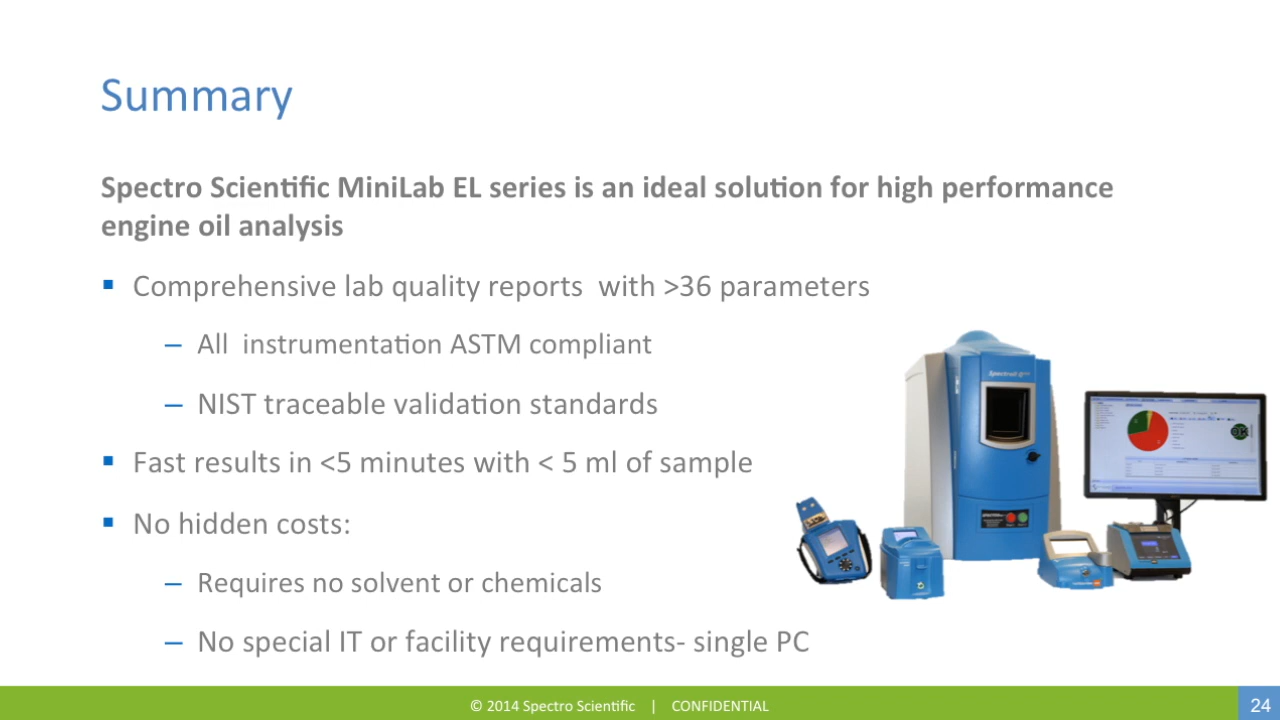 Summary
Spectro Scientific MiniLab EL series is an ideal solution for high performance
engine oil analysis
▪ Comprehensive lab quality reports  with >36 parameters
– All  instrumentation ASTM compliant
– NIST traceable validation standards
▪ Fast results in <5 minutes with < 5 ml of sample
▪ No hidden costs:
– Requires no solvent or chemicals
– No special IT or facility requirements- single PC
© 2014 Spectro Scientific | CONFIDENTIAL
24